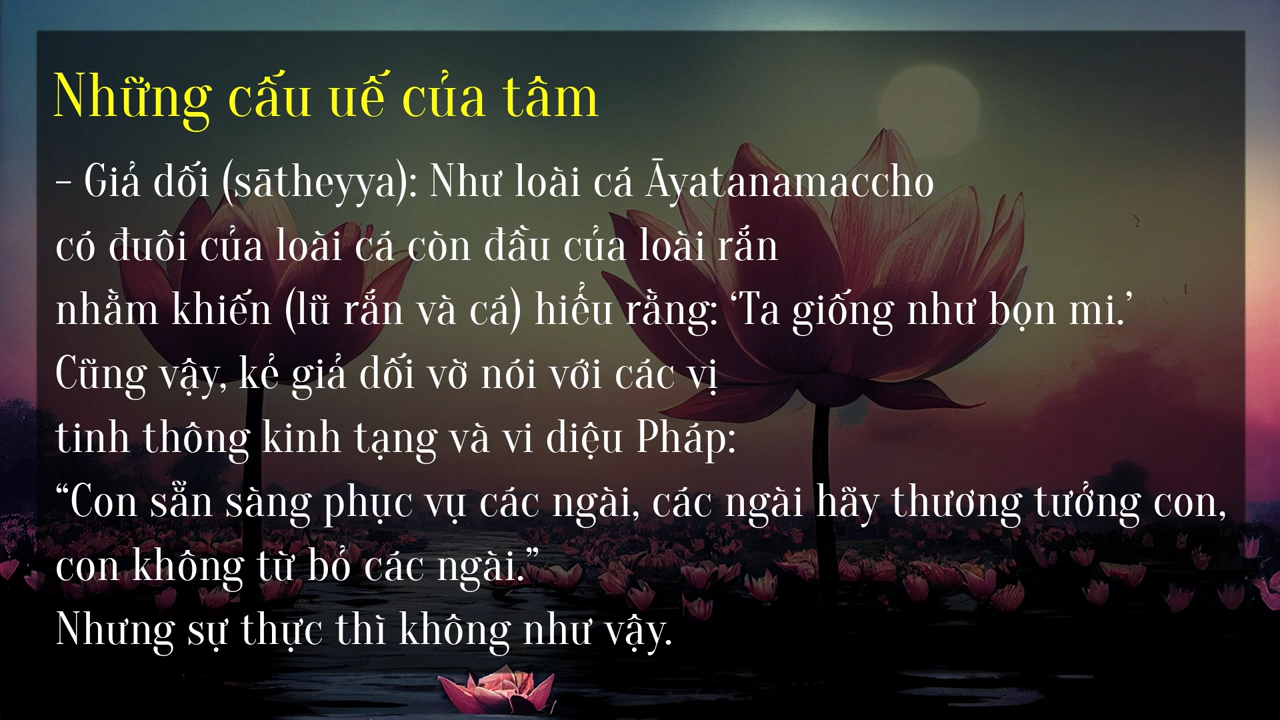 Những cấu uế của tâm
– Giả dối (sātheyya): Như loài cá Āyatanamaccho
có đuôi của loài cá còn đầu của loài rắn
nhằm khiến (lũ rắn và cá) hiểu rằng: ‘Ta giống như bọn mi.’
Cũng vậy, kẻ giả dối vờ nói với các vị
tinh thông kinh tạng và vi diệu Pháp:
“Con sẵn sàng phục vụ các ngài, các ngài hãy thương tưởng con,
con không từ bỏ các ngài.”
Nhưng sự thực thì không như vậy.